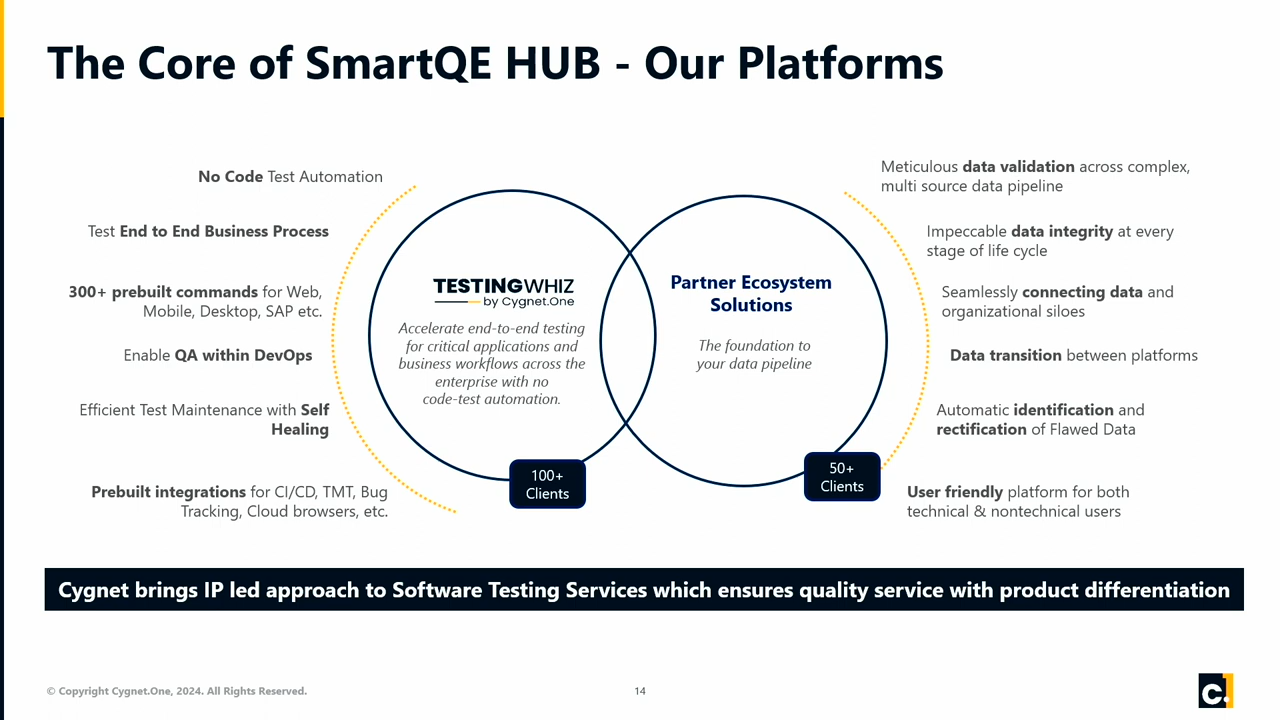 The Core of SmartQE HUB - Our Platforms
No Code Test Automation
Test End to End Business Process
300+ prebuilt commands for Web,
Mobile, Desktop, SAP etc.
Enable QA within DevOps
Efficient Test Maintenance with Self
Healing
Prebuilt integrations for CI/CD, TMT, Bug
Tracking, Cloud browsers, etc.
TESTINGWHIZ
by Cygnet.One
Accelerate end-to-end testing
for critical applications and
business workflows across the
enterprise with no
code-test automation.
100+
Clients
Partner Ecosystem
Solutions
The foundation to
your data pipeline
50+
Clients
Meticulous data validation across complex,
multi source data pipeline
Impeccable data integrity at every
stage of life cycle
Seamlessly connecting data and
organizational siloes
Data transition between platforms
Automatic identification and
rectification of Flawed Data
User friendly platform for both
technical & nontechnical users
Cygnet brings IP led approach to Software Testing Services which ensures quality service with product differentiation
© Copyright Cygnet.One, 2024. All Rights Reserved.
14
C.